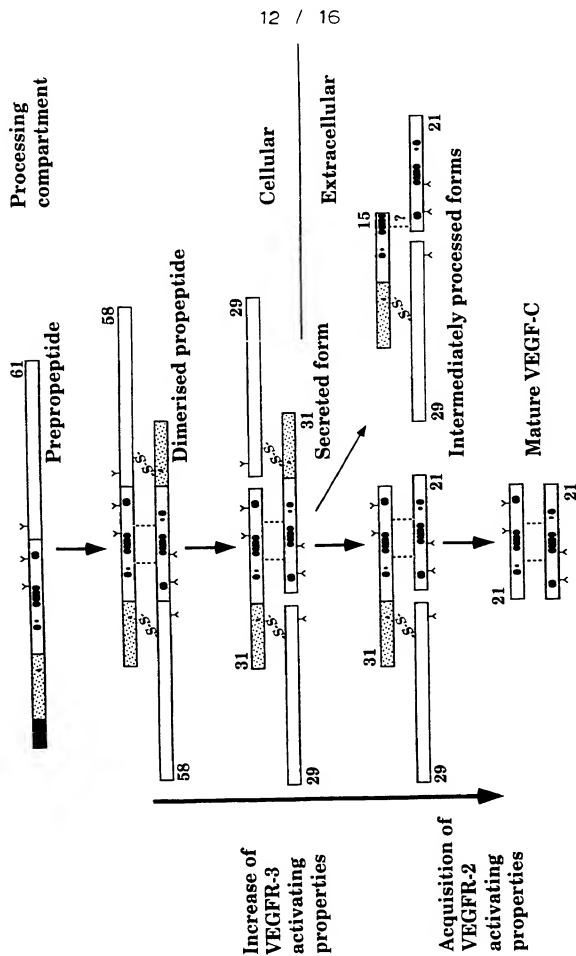 12 / 16
Processing
compartment
61
Prepropeptide
58
Dimerised propeptide
S-S-
S-S-
58
Cellular
Extracellular
29
31
Secreted form
S-S-
S-S-
31
29
15
?
21
S-S-
29
Intermediately processed forms
31
21
S-S-
29
21
Mature VEGF-C
21
Increase of
VEGFR-3
activating
properties
Acquisition of
VEGFR-2
activating
properties